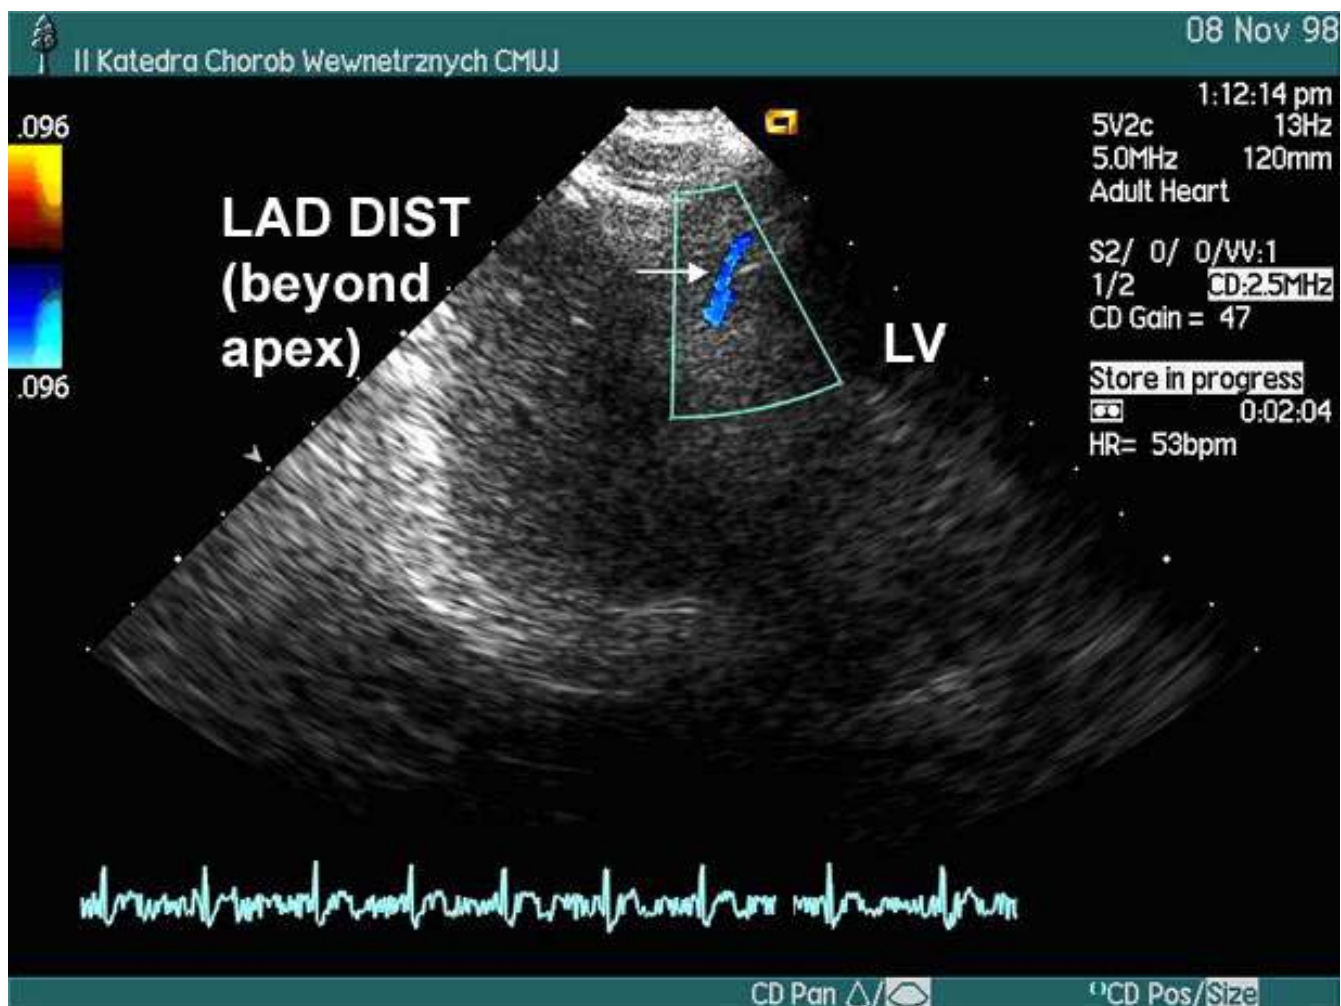 08 Nov 98
II Katedra Chorob Wewnetrznych CMUJ
1:12:14 pm
5V2c 13Hz
5.0MHz 120mm
Adult Heart
S2/ 0/ 0/VV:1
1/2 CD:2.5MHz
CD Gain = 47
Store in progress
0:02:04
HR= 53bpm
.096
.096
LAD DIST
(beyond
apex)
LV
CD Pan △/
CD Pos/Size